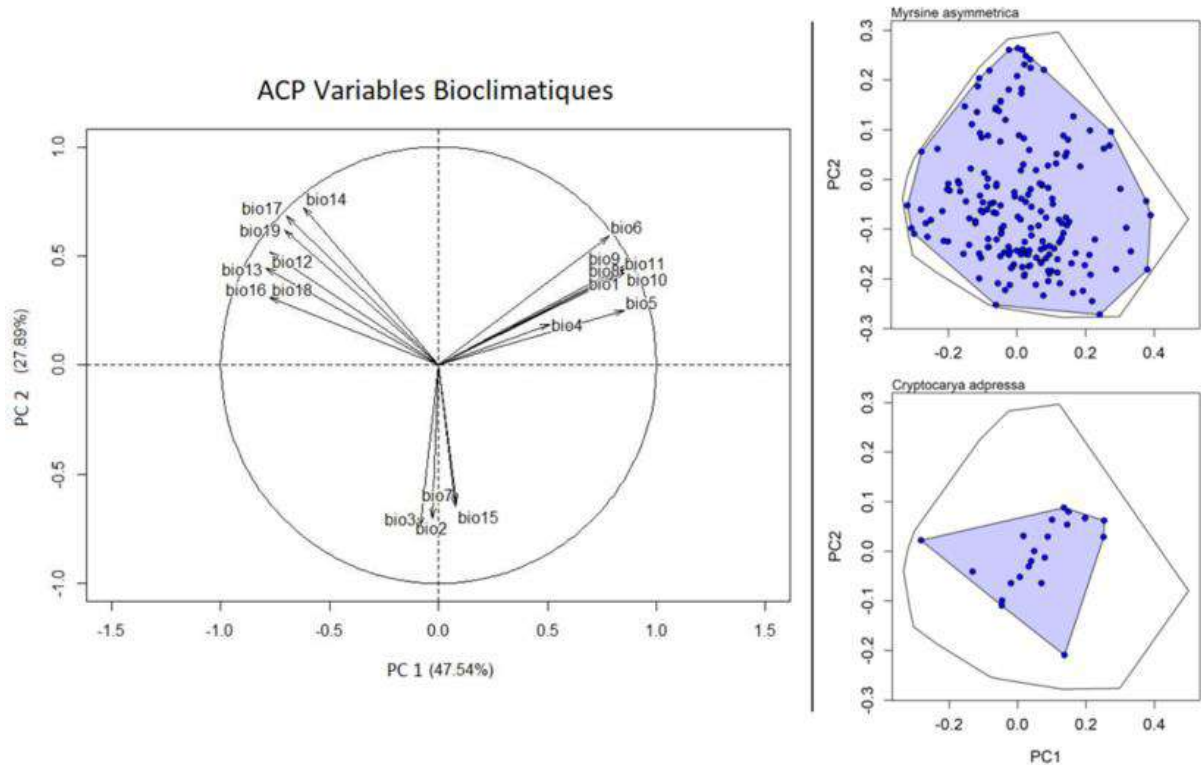 ACP Variables Bioclimatiques
PC 2 (27.89%)
1.0
0.5
0.0
-0.5
-1.0
bio14
bio17
bio19
bio12
bio13
bio16 bio18
bio6
bio9
bio11
bio8
bio10
bio1
bio5
bio4
bio7
bio3
bio15
bio2
-1.5 -1.0 -0.5 0.0 0.5 1.0 1.5
PC 1 (47.54%)
Myrsine asymmetrica
PC2
0.3
0.2
0.1
0.0
-0.1
-0.2
-0.3
-0.2 0.0 0.2 0.4
Cryptocarya adpressa
PC2
0.3
0.2
0.1
0.0
-0.1
-0.2
-0.3
-0.2 0.0 0.2 0.4
PC1